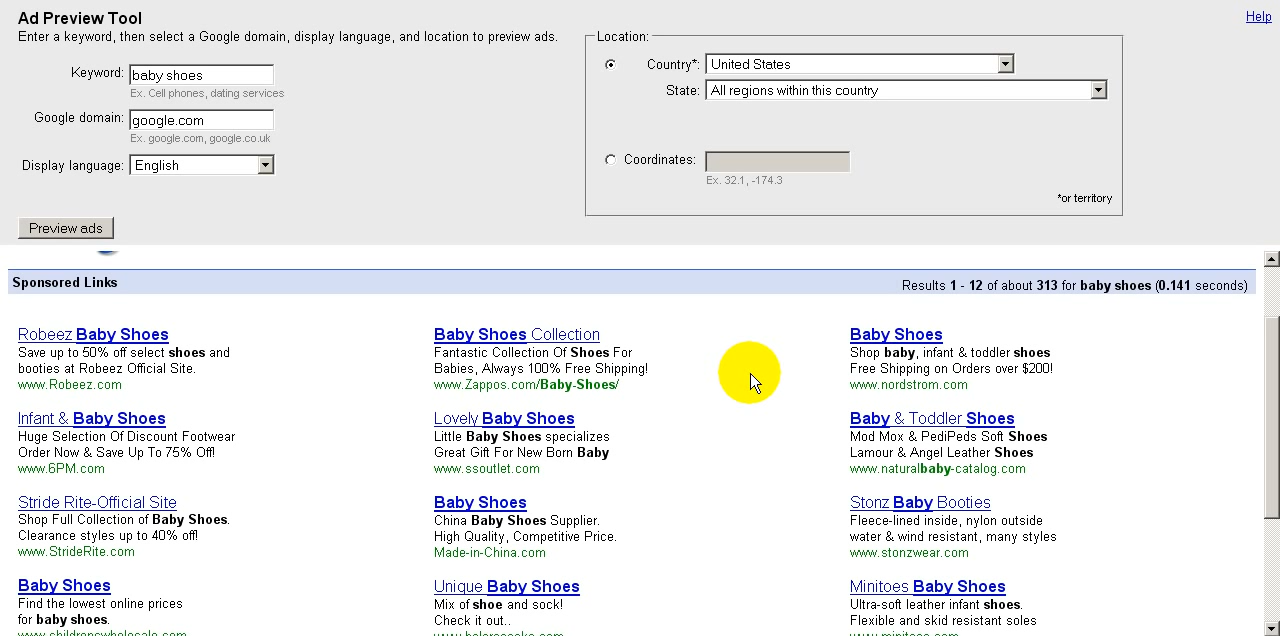 Ad Preview Tool
Help
Enter a keyword, then select a Google domain, display language, and location to preview ads.
Keyword: baby shoes
Ex. Cell phones, dating services
Google domain: google.com
Ex. google.com, google.co.uk
Display language: English
Location:
Country*: United States
State: All regions within this country
Coordinates:
Ex. 32.1, -174.3
*or territory
Preview ads
Sponsored Links
Results 1 - 12 of about 313 for baby shoes (0.141 seconds)
Robeez Baby Shoes
Save up to 50% off select shoes and
booties at Robeez Official Site.
www.Robeez.com
Baby Shoes Collection
Fantastic Collection Of Shoes For
Babies, Always 100% Free Shipping!
www.Zappos.com/Baby-Shoes/
Baby Shoes
Shop baby, infant & toddler shoes
Free Shipping on Orders over $200!
www.nordstrom.com
Infant & Baby Shoes
Huge Selection Of Discount Footwear
Order Now & Save Up To 75% Off!
www.6PM.com
Lovely Baby Shoes
Little Baby Shoes specializes
Great Gift For New Born Baby
www.ssoutlet.com
Baby & Toddler Shoes
Mod Mox & PediPeds Soft Shoes
Lamour & Angel Leather Shoes
www.naturalbaby-catalog.com
Stride Rite-Official Site
Shop Full Collection of Baby Shoes.
Clearance styles up to 40% off!
www.StrideRite.com
Baby Shoes
China Baby Shoes Supplier.
High Quality, Competitive Price.
Made-in-China.com
Stonz Baby Booties
Fleece-lined inside, nylon outside
water & wind resistant, many styles
www.stonzwear.com
Baby Shoes
Find the lowest online prices
for baby shoes.
www.childrenswholesale.com
Unique Baby Shoes
Mix of shoe and sock!
Check it out..
Minitoes Baby Shoes
Ultra-soft leather infant shoes.
Flexible and skid resistant soles
www.minitoes.com